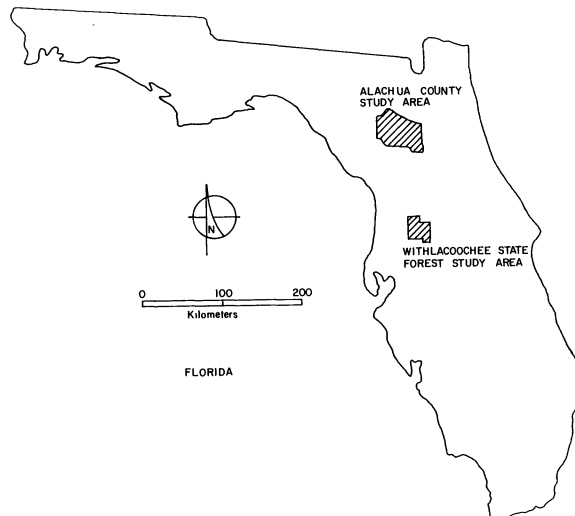 ALACHUA COUNTY
STUDY AREA
N
WITHLACOOCHEE STATE
FOREST STUDY AREA
0 100 200
Kilometers
FLORIDA